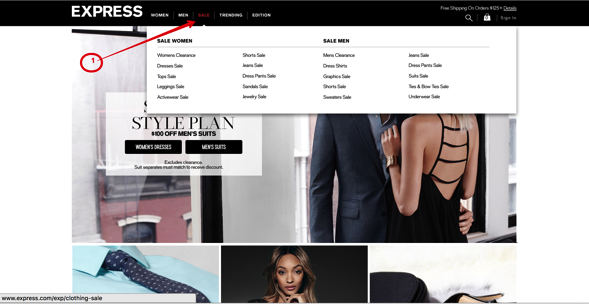 EXPRESS
WOMEN MEN SALE TRENDING EDITION
Free Shipping On Orders $125+ Details
Sign In
1
SALE WOMEN
Womens Clearance
Dresses Sale
Tops Sale
Leggings Sale
Activewear Sale
Shorts Sale
Jeans Sale
Dress Pants Sale
Sandals Sale
Jewelry Sale
SALE MEN
Mens Clearance
Dress Shirts
Graphics Sale
Shorts Sale
Sweaters Sale
Jeans Sale
Dress Pants Sale
Suits Sale
Ties & Bow Ties Sale
Underwear Sale
STYLE PLAN
$100 OFF MEN'S SUITS
WOMEN'S DRESSES MEN'S SUITS
Excludes clearance.
Suit separates must match to receive discount.
www.express.com/exp/clothing-sale